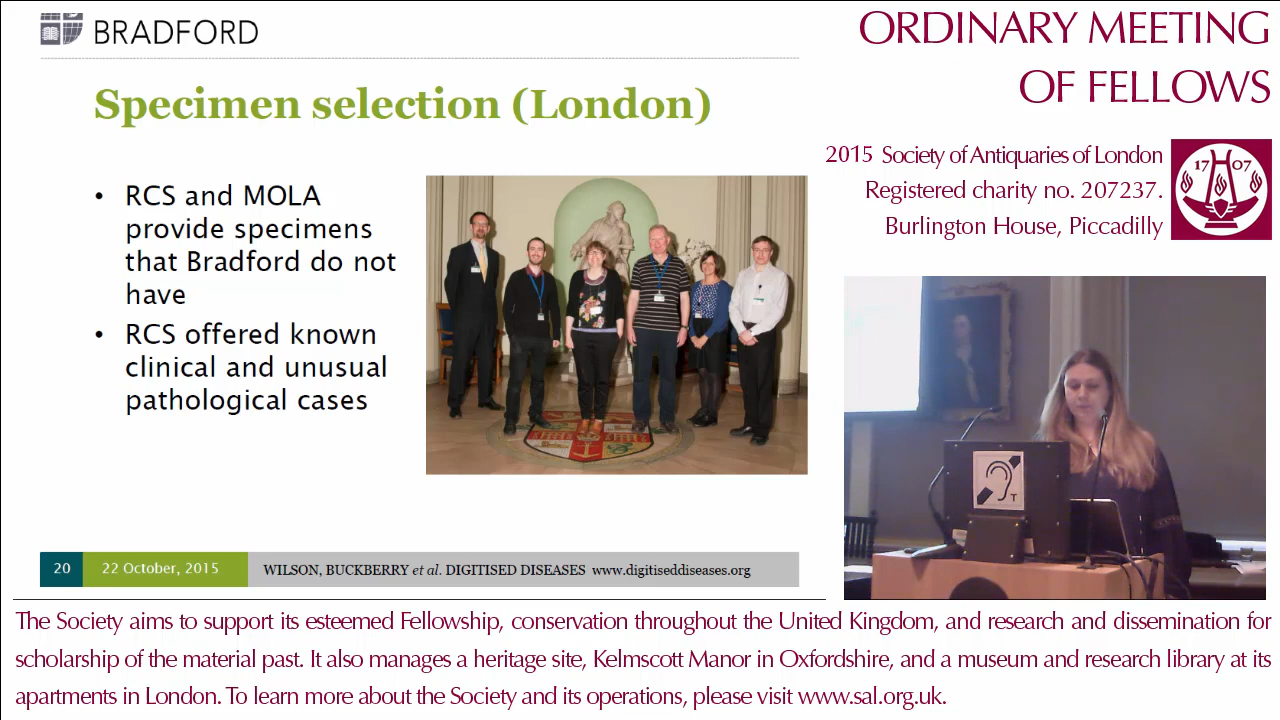 BRADFORD
Specimen selection (London)
• RCS and MOLA
provide specimens
that Bradford do not
have
• RCS offered known
clinical and unusual
pathological cases
20 22 October, 2015 WILSON, BUCKBERRY et al. DIGITISED DISEASES www.digitiseddiseases.org
ORDINARY MEETING
OF FELLOWS
2015 Society of Antiquaries of London
Registered charity no. 207237.
Burlington House, Piccadilly
17 07
T
The Society aims to support its esteemed Fellowship, conservation throughout the United Kingdom, and research and dissemination for
scholarship of the material past. It also manages a heritage site, Kelmscott Manor in Oxfordshire, and a museum and research library at its
apartments in London. To learn more about the Society and its operations, please visit www.sal.org.uk.